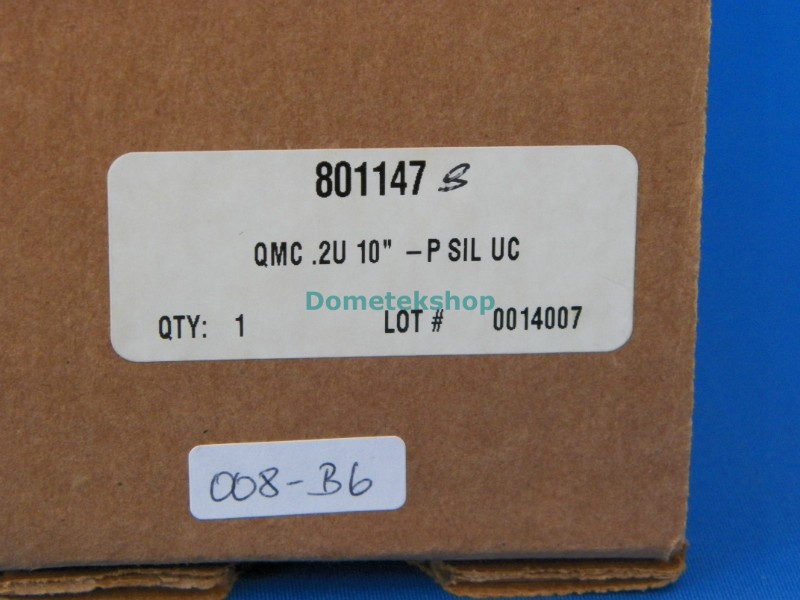 801147 S
QMC .2U 10" –P SIL UC
Dometekshop
QTY: 1 LOT # 0014007
008-B6